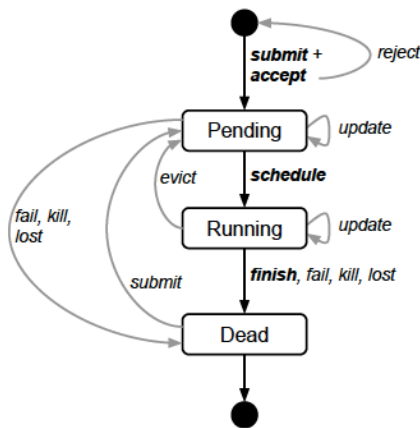 submit +
accept
reject
Pending
update
evict
schedule
fail, kill,
lost
Running
update
submit
finish, fail, kill, lost
Dead